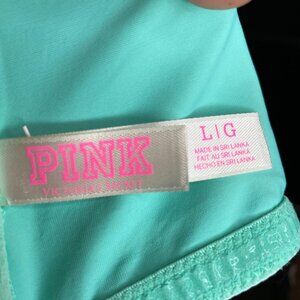 PINK
VICTORIA'S SECRET
L|G
MADE IN SRI LANKA
FAIT AU SRI LANKA
HECHO EN SRI LANKA